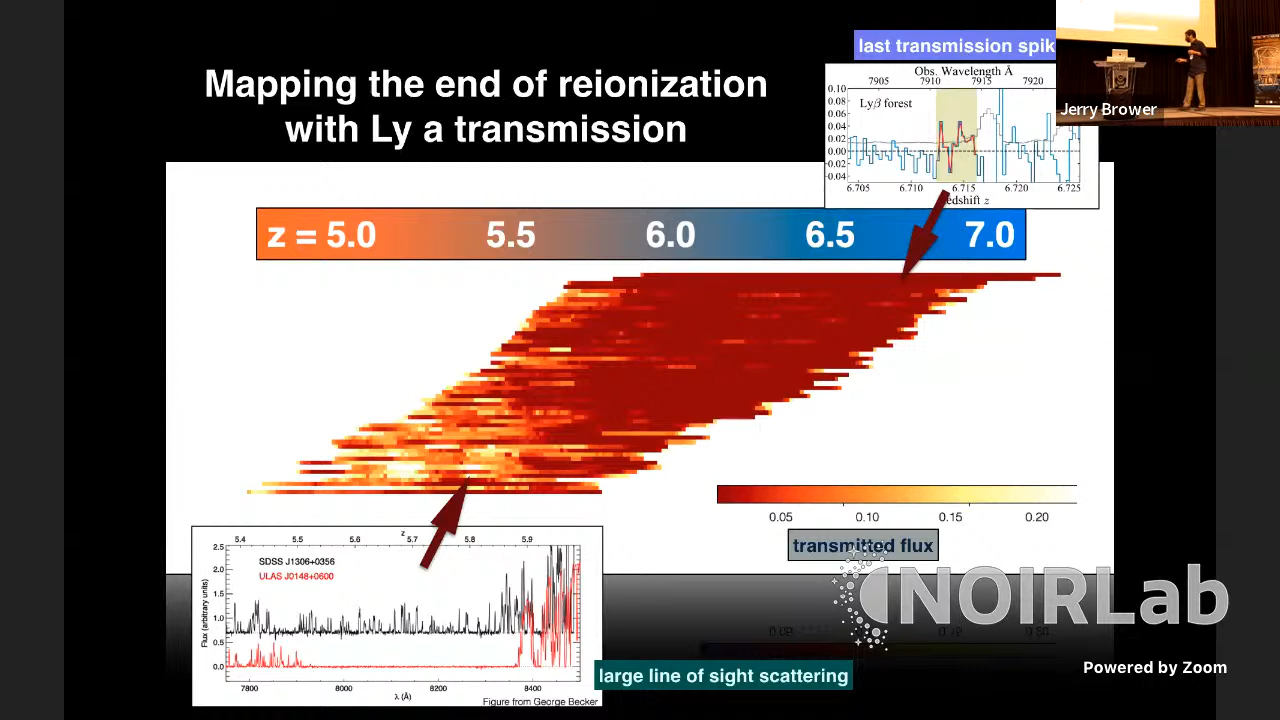 Mapping the end of reionization
with Ly a transmission
last transmission spik
Obs. Wavelength Å
7905 7910 7915 7920
0.10
0.08
0.06
0.04
0.02
0.00
0.02
0.04
Lyβ forest
6.705 6.710 6.715 6.720 6.725
edshift z
Jerry Brower
z = 5.0 5.5 6.0 6.5 7.0
0.05 0.10 0.15 0.20
transmitted flux
5.4 5.5 5.6 z 5.7 5.8 5.9
SDSS J1306+0356
ULAS J0148+0600
Flux (arbitrary units)
2.5
2.0
1.5
1.0
0.5
0.0
7800 8000 8200 8400
λ (Å)
Figure from George Becker
large line of sight scattering
NOIRLab
Powered by Zoom